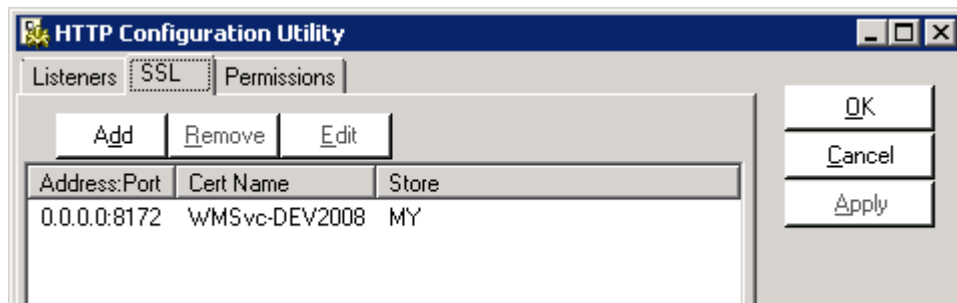 HTTP Configuration Utility
Listeners SSL Permissions
Add Remove Edit
OK
Cancel
Apply
Address:Port Cert Name Store
0.0.0.0:8172 WMSvc-DEV2008 MY